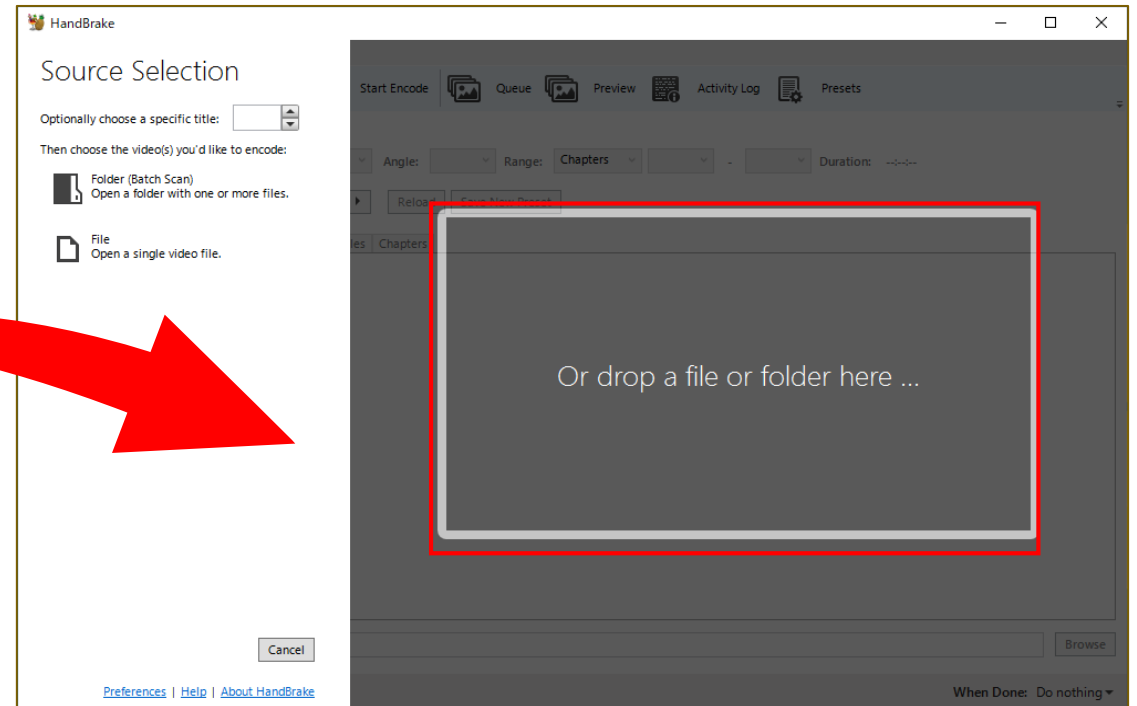 HandBrake
Source Selection
Optionally choose a specific title:
Then choose the video(s) you'd like to encode:
Folder (Batch Scan)
Open a folder with one or more files.
File
Open a single video file.
Cancel
Preferences | Help | About HandBrake
Start Encode Queue Preview Activity Log Presets
Angle: Range: Chapters - Duration: --:--:--
Reload Save New Preset
les Chapters
Or drop a file or folder here ...
Browse
When Done: Do nothing